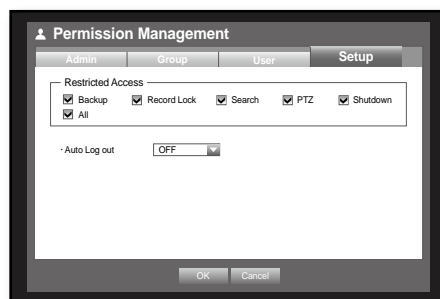 Permission Management
Admin Group User Setup
Restricted Access
Backup Record Lock Search PTZ Shutdown
All
· Auto Log out OFF
OK Cancel